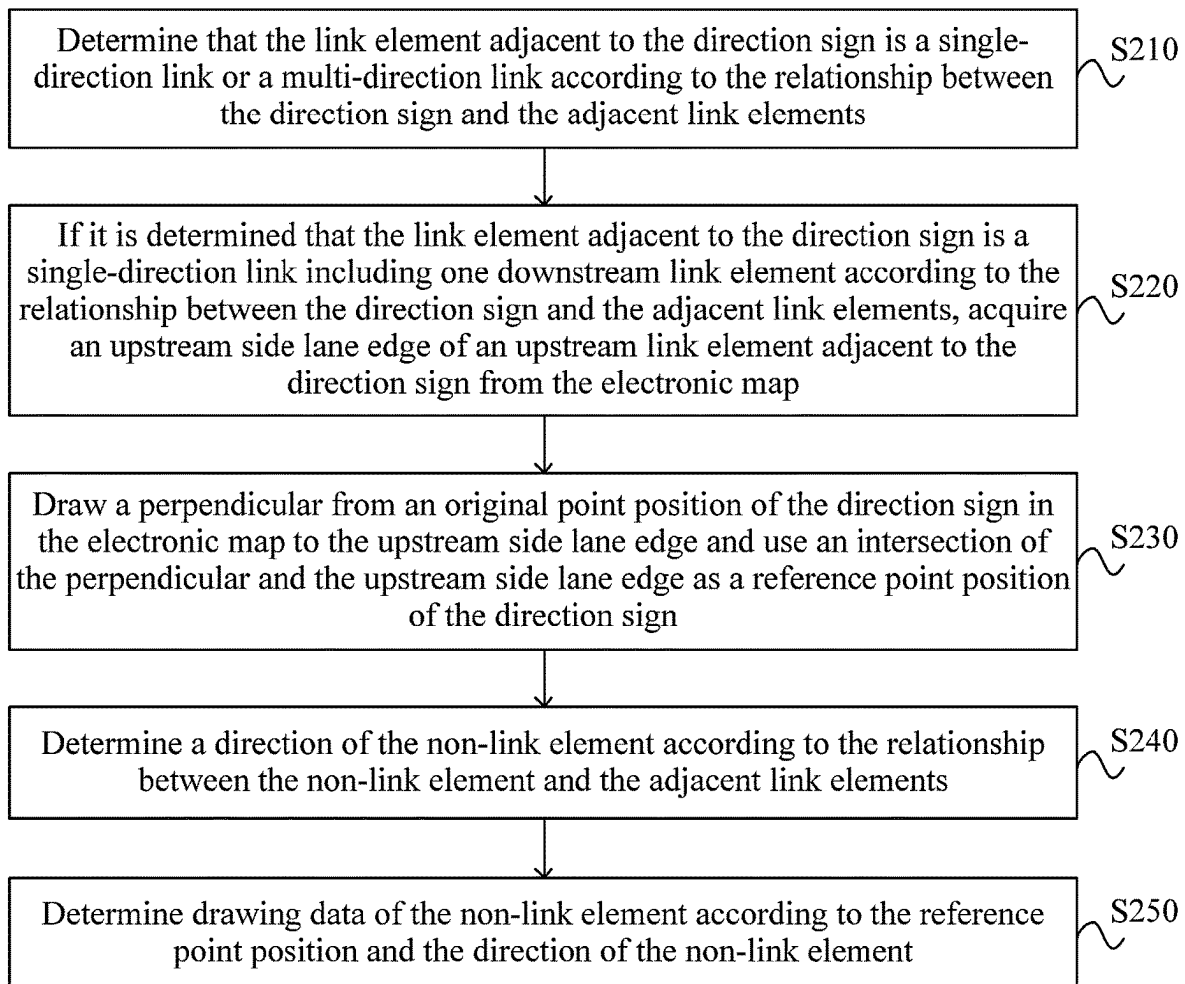 Determine that the link element adjacent to the direction sign is a single-
direction link or a multi-direction link according to the relationship between
the direction sign and the adjacent link elements
S210
If it is determined that the link element adjacent to the direction sign is a
single-direction link including one downstream link element according to the
relationship between the direction sign and the adjacent link elements, acquire
an upstream side lane edge of an upstream link element adjacent to the
direction sign from the electronic map
S220
Draw a perpendicular from an original point position of the direction sign in
the electronic map to the upstream side lane edge and use an intersection of
the perpendicular and the upstream side lane edge as a reference point position
of the direction sign
S230
Determine a direction of the non-link element according to the relationship
between the non-link element and the adjacent link elements
S240
Determine drawing data of the non-link element according to the reference
point position and the direction of the non-link element
S250